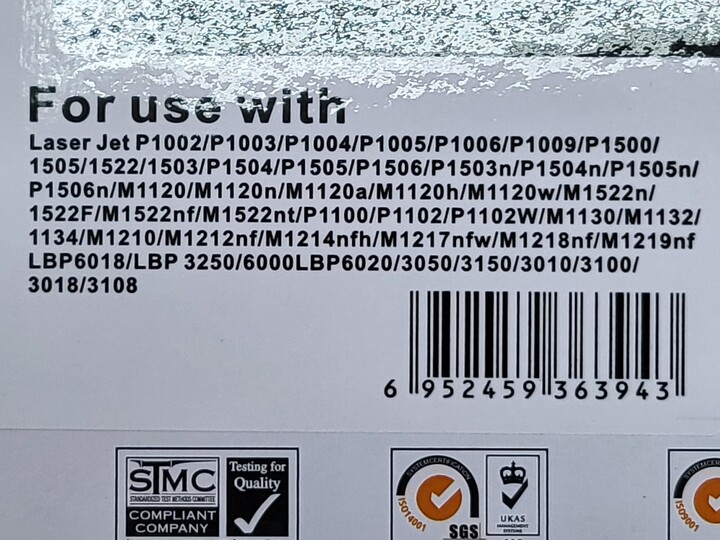 For use with
Laser Jet P1002/P1003/P1004/P1005/P1006/P1009/P1500/
1505/1522/1503/P1504/P1505/P1506/P1503n/P1504n/P1505n/
P1506n/M1120/M1120n/M1120a/M1120h/M1120w/M1522n/
1522F/M1522nf/M1522nt/P1100/P1102/P1102W/M1130/M1132/
1134/M1210/M1212nf/M1214nfh/M1217nfw/M1218nf/M1219nf
LBP6018/LBP 3250/6000LBP6020/3050/3150/3010/3100/
3018/3108
6 952459 363943
STMC
STANDARDIZED TEST METHODS COMMITTEE
COMPLIANT
COMPANY
Testing for
Quality
SYSTEM CERTIFICATION
ISO14001
SGS
UKAS
MANAGEMENT
SYSTEMS
ISO9001